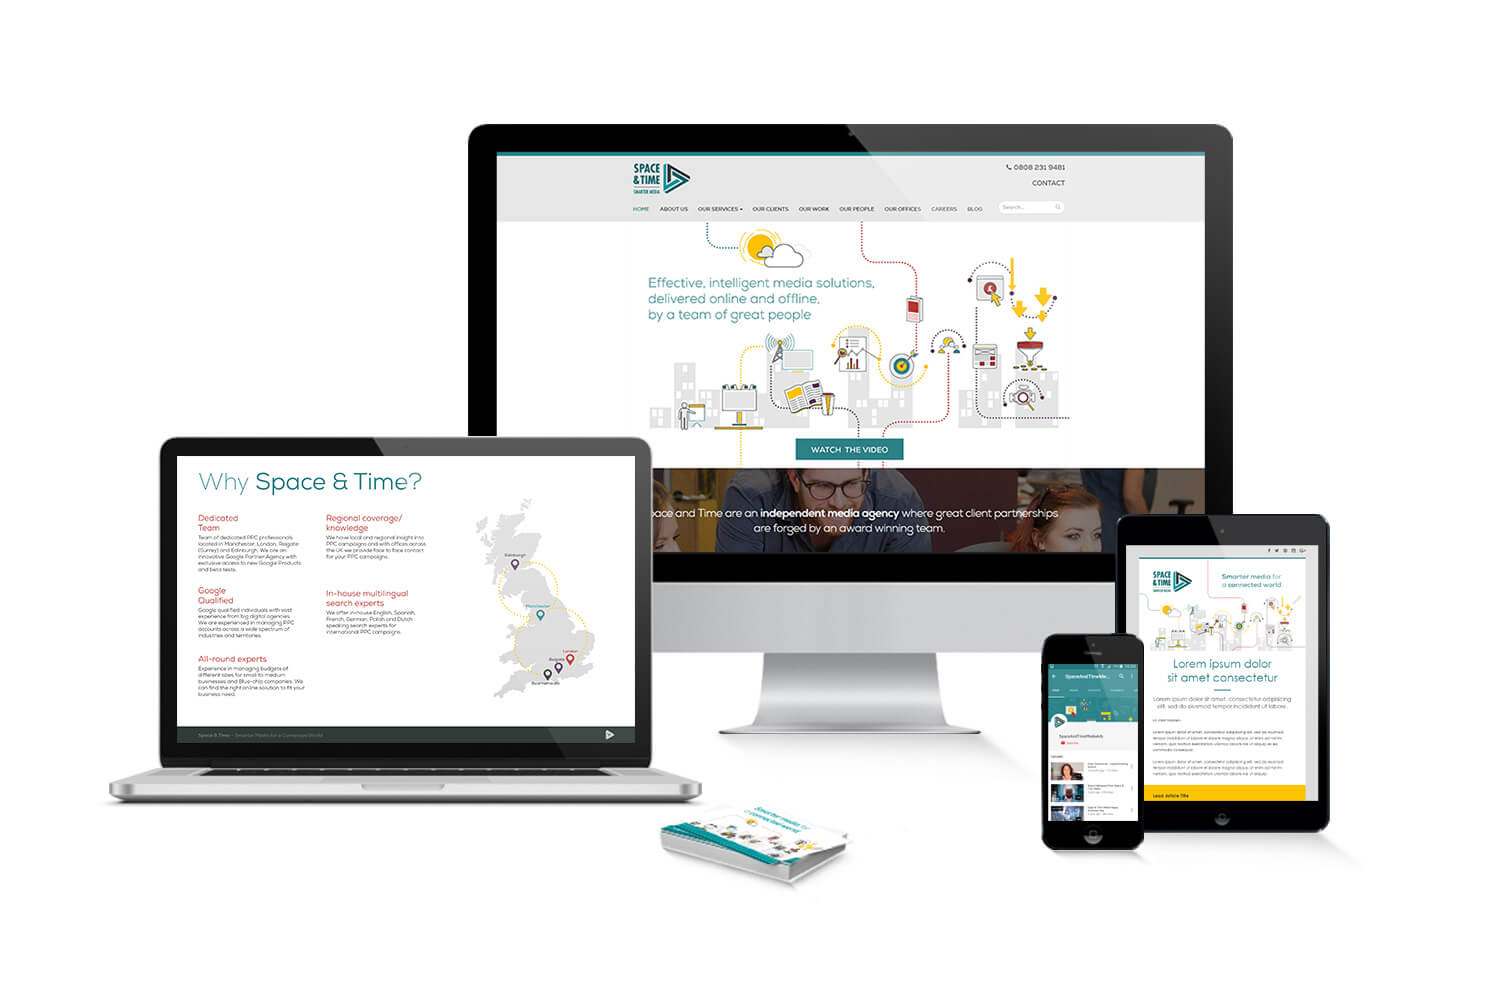 SPACE
& TIME
SMARTER MEDIA
0808 231 9481
CONTACT
HOME ABOUT US OUR SERVICES OUR CLIENTS OUR WORK OUR PEOPLE OUR OFFICES CAREERS BLOG Search...
Effective, intelligent media solutions,
delivered online and offline,
by a team of great people
WATCH THE VIDEO
pace and Time are an independent media agency where great client partnerships
are forged by an award winning team.
Why Space & Time?
Dedicated
Team
Team of dedicated PPC professionals
located in Manchester, London, Reigate
(Surrey) and Edinburgh. We are an
innovative Google Partner Agency with
exclusive access to new Google Products
and beta tests.
Google
Qualified
Google qualified individuals with vast
experience from big digital agencies.
We are experienced in managing PPC
accounts across a wide spectrum of
industries and territories.
All-round experts
Experience in managing budgets of
different sizes for small to medium
businesses and Blue-chip companies. We
can find the right online solution to fit your
business need.
Regional coverage/
knowledge
We have local and regional insight into
PPC campaigns and with offices across
the UK we provide face to face contact
for your PPC campaigns.
In-house multilingual
search experts
We offer in-house English, Spanish,
French, German, Polish and Dutch
speaking search experts for
international PPC campaigns.
Edinburgh
Manchester
London
Reigate
Bournemouth
Space & Time – Smarter Media for a Connected World
Smarter media for
a connected world
SpaceAndTimeMe...
SpaceAndTimeMediaAds
SPACE
& TIME
SMARTER MEDIA
Smarter media for
a connected world
Lorem ipsum dolor
sit amet consectetur
Lorem ipsum dolor sit amet, consectetur adipisicing
elit, sed do eiusmod tempor incididunt ut labore.
Lead Article Title